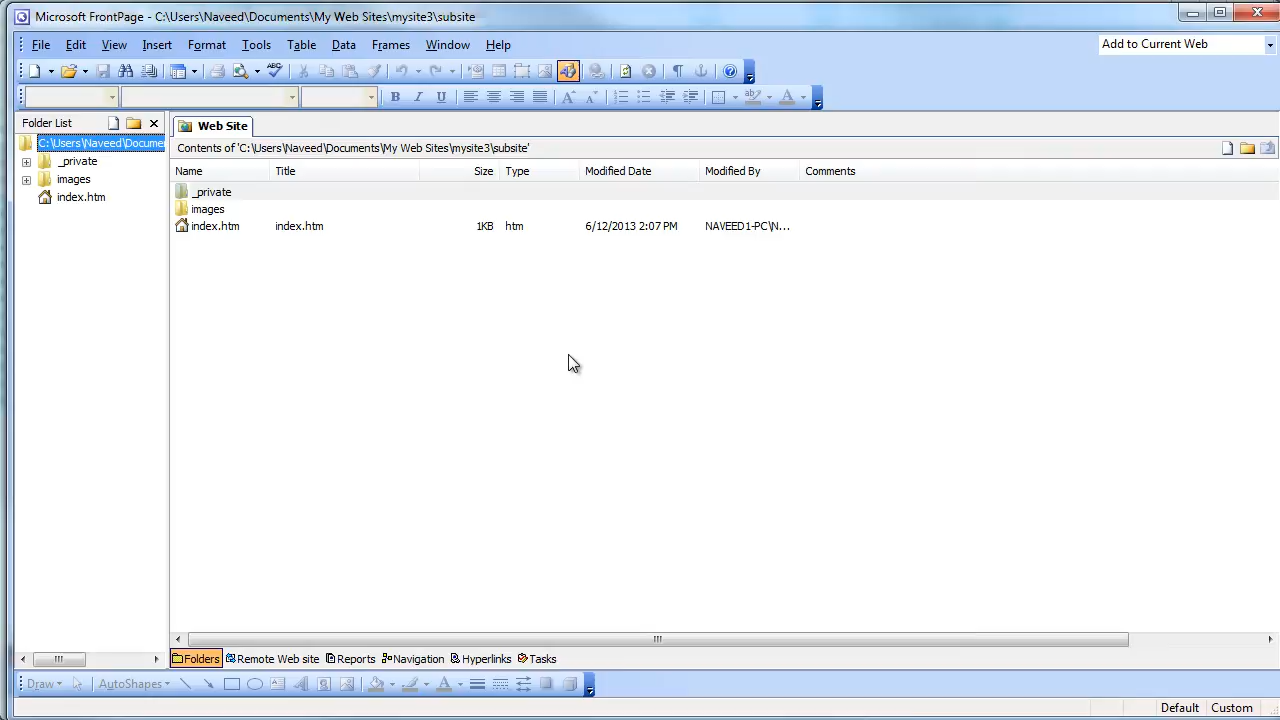 Microsoft FrontPage - C:\Users\Naveed\Documents\My Web Sites\mysite3\subsite
File Edit View Insert Format Tools Table Data Frames Window Help
Add to Current Web
Folder List
Web Site
C:\Users\Naveed\Documer
Contents of 'C:\Users\Naveed\Documents\My Web Sites\mysite3\subsite'
_private
images
index.htm
Name Title Size Type Modified Date Modified By Comments
_private
images
index.htm index.htm 1KB htm 6/12/2013 2:07 PM NAVEED1-PC\N...
Folders Remote Web site Reports Navigation Hyperlinks Tasks
Draw AutoShapes
Default Custom